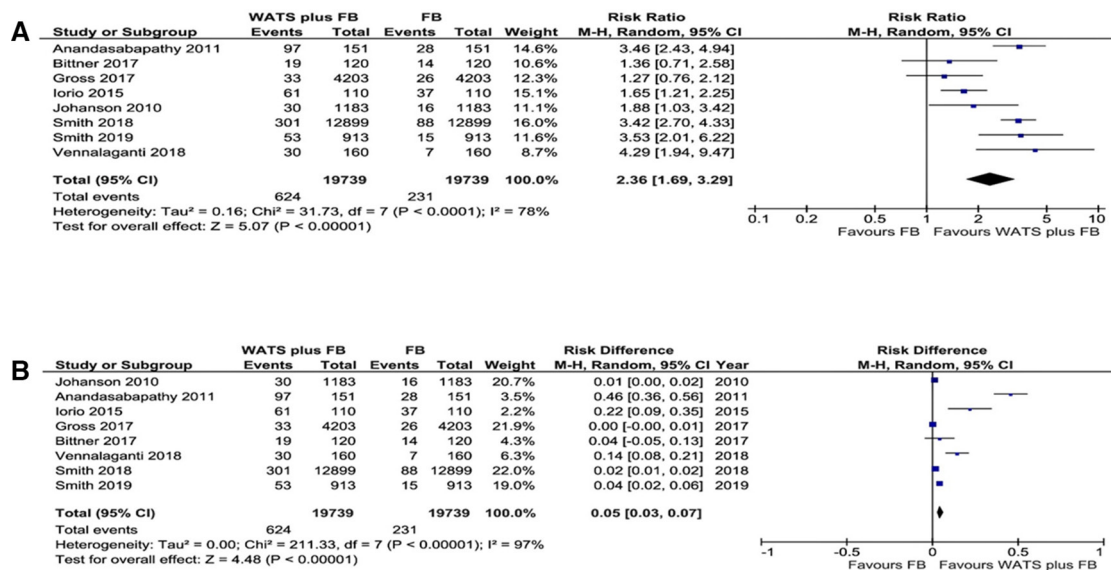 A
WATS plus FB FB Risk Ratio Risk Ratio
Study or Subgroup Events Total Events Total Weight M-H, Random, 95% CI M-H, Random, 95% CI
Anandasabapathy 2011 97 151 28 151 14.6% 3.46 [2.43, 4.94]
Bittner 2017 19 120 14 120 10.6% 1.36 [0.71, 2.58]
Gross 2017 33 4203 26 4203 12.3% 1.27 [0.76, 2.12]
Iorio 2015 61 110 37 110 15.1% 1.65 [1.21, 2.25]
Johanson 2010 30 1183 16 1183 11.1% 1.88 [1.03, 3.42]
Smith 2018 301 12899 88 12899 16.0% 3.42 [2.70, 4.33]
Smith 2019 53 913 15 913 11.6% 3.53 [2.01, 6.22]
Vennalaganti 2018 30 160 7 160 8.7% 4.29 [1.94, 9.47]
Total (95% CI) 19739 19739 100.0% 2.36 [1.69, 3.29]
Total events 624 231
Heterogeneity: Tau² = 0.16; Chi² = 31.73, df = 7 (P < 0.0001); I² = 78%
Test for overall effect: Z = 5.07 (P < 0.00001)
0.1 0.2 0.5 1 2 5 10
Favours FB Favours WATS plus FB
B
WATS plus FB FB Risk Difference Risk Difference
Study or Subgroup Events Total Events Total Weight M-H, Random, 95% CI Year M-H, Random, 95% CI
Johanson 2010 30 1183 16 1183 20.7% 0.01 [0.00, 0.02] 2010
Anandasabapathy 2011 97 151 28 151 3.5% 0.46 [0.36, 0.56] 2011
Iorio 2015 61 110 37 110 2.2% 0.22 [0.09, 0.35] 2015
Gross 2017 33 4203 26 4203 21.9% 0.00 [-0.00, 0.01] 2017
Bittner 2017 19 120 14 120 4.3% 0.04 [-0.05, 0.13] 2017
Vennalaganti 2018 30 160 7 160 6.3% 0.14 [0.08, 0.21] 2018
Smith 2018 301 12899 88 12899 22.0% 0.02 [0.01, 0.02] 2018
Smith 2019 53 913 15 913 19.0% 0.04 [0.02, 0.06] 2019
Total (95% CI) 19739 19739 100.0% 0.05 [0.03, 0.07]
Total events 624 231
Heterogeneity: Tau² = 0.00; Chi² = 211.33, df = 7 (P < 0.00001); I² = 97%
Test for overall effect: Z = 4.48 (P < 0.00001)
-1 -0.5 0 0.5 1
Favours FB Favours WATS plus FB